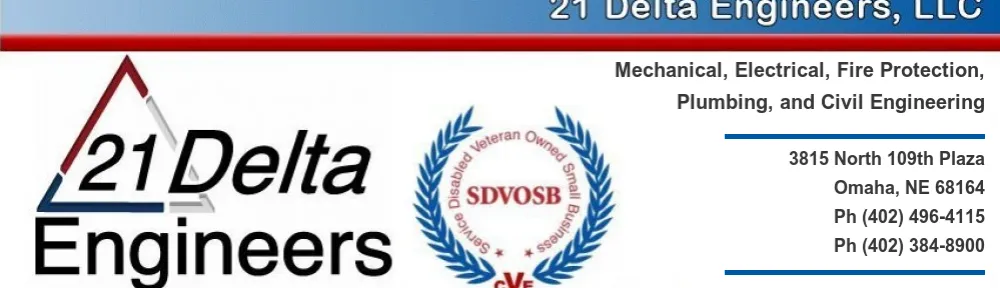 21 Delta Engineers, LLC
Mechanical, Electrical, Fire Protection,
Plumbing, and Civil Engineering
21 Delta
Engineers
Service Disabled Veteran Owned Small Business
SDVOSB
CVE
3815 North 109th Plaza
Omaha, NE 68164
Ph (402) 496-4115
Ph (402) 384-8900